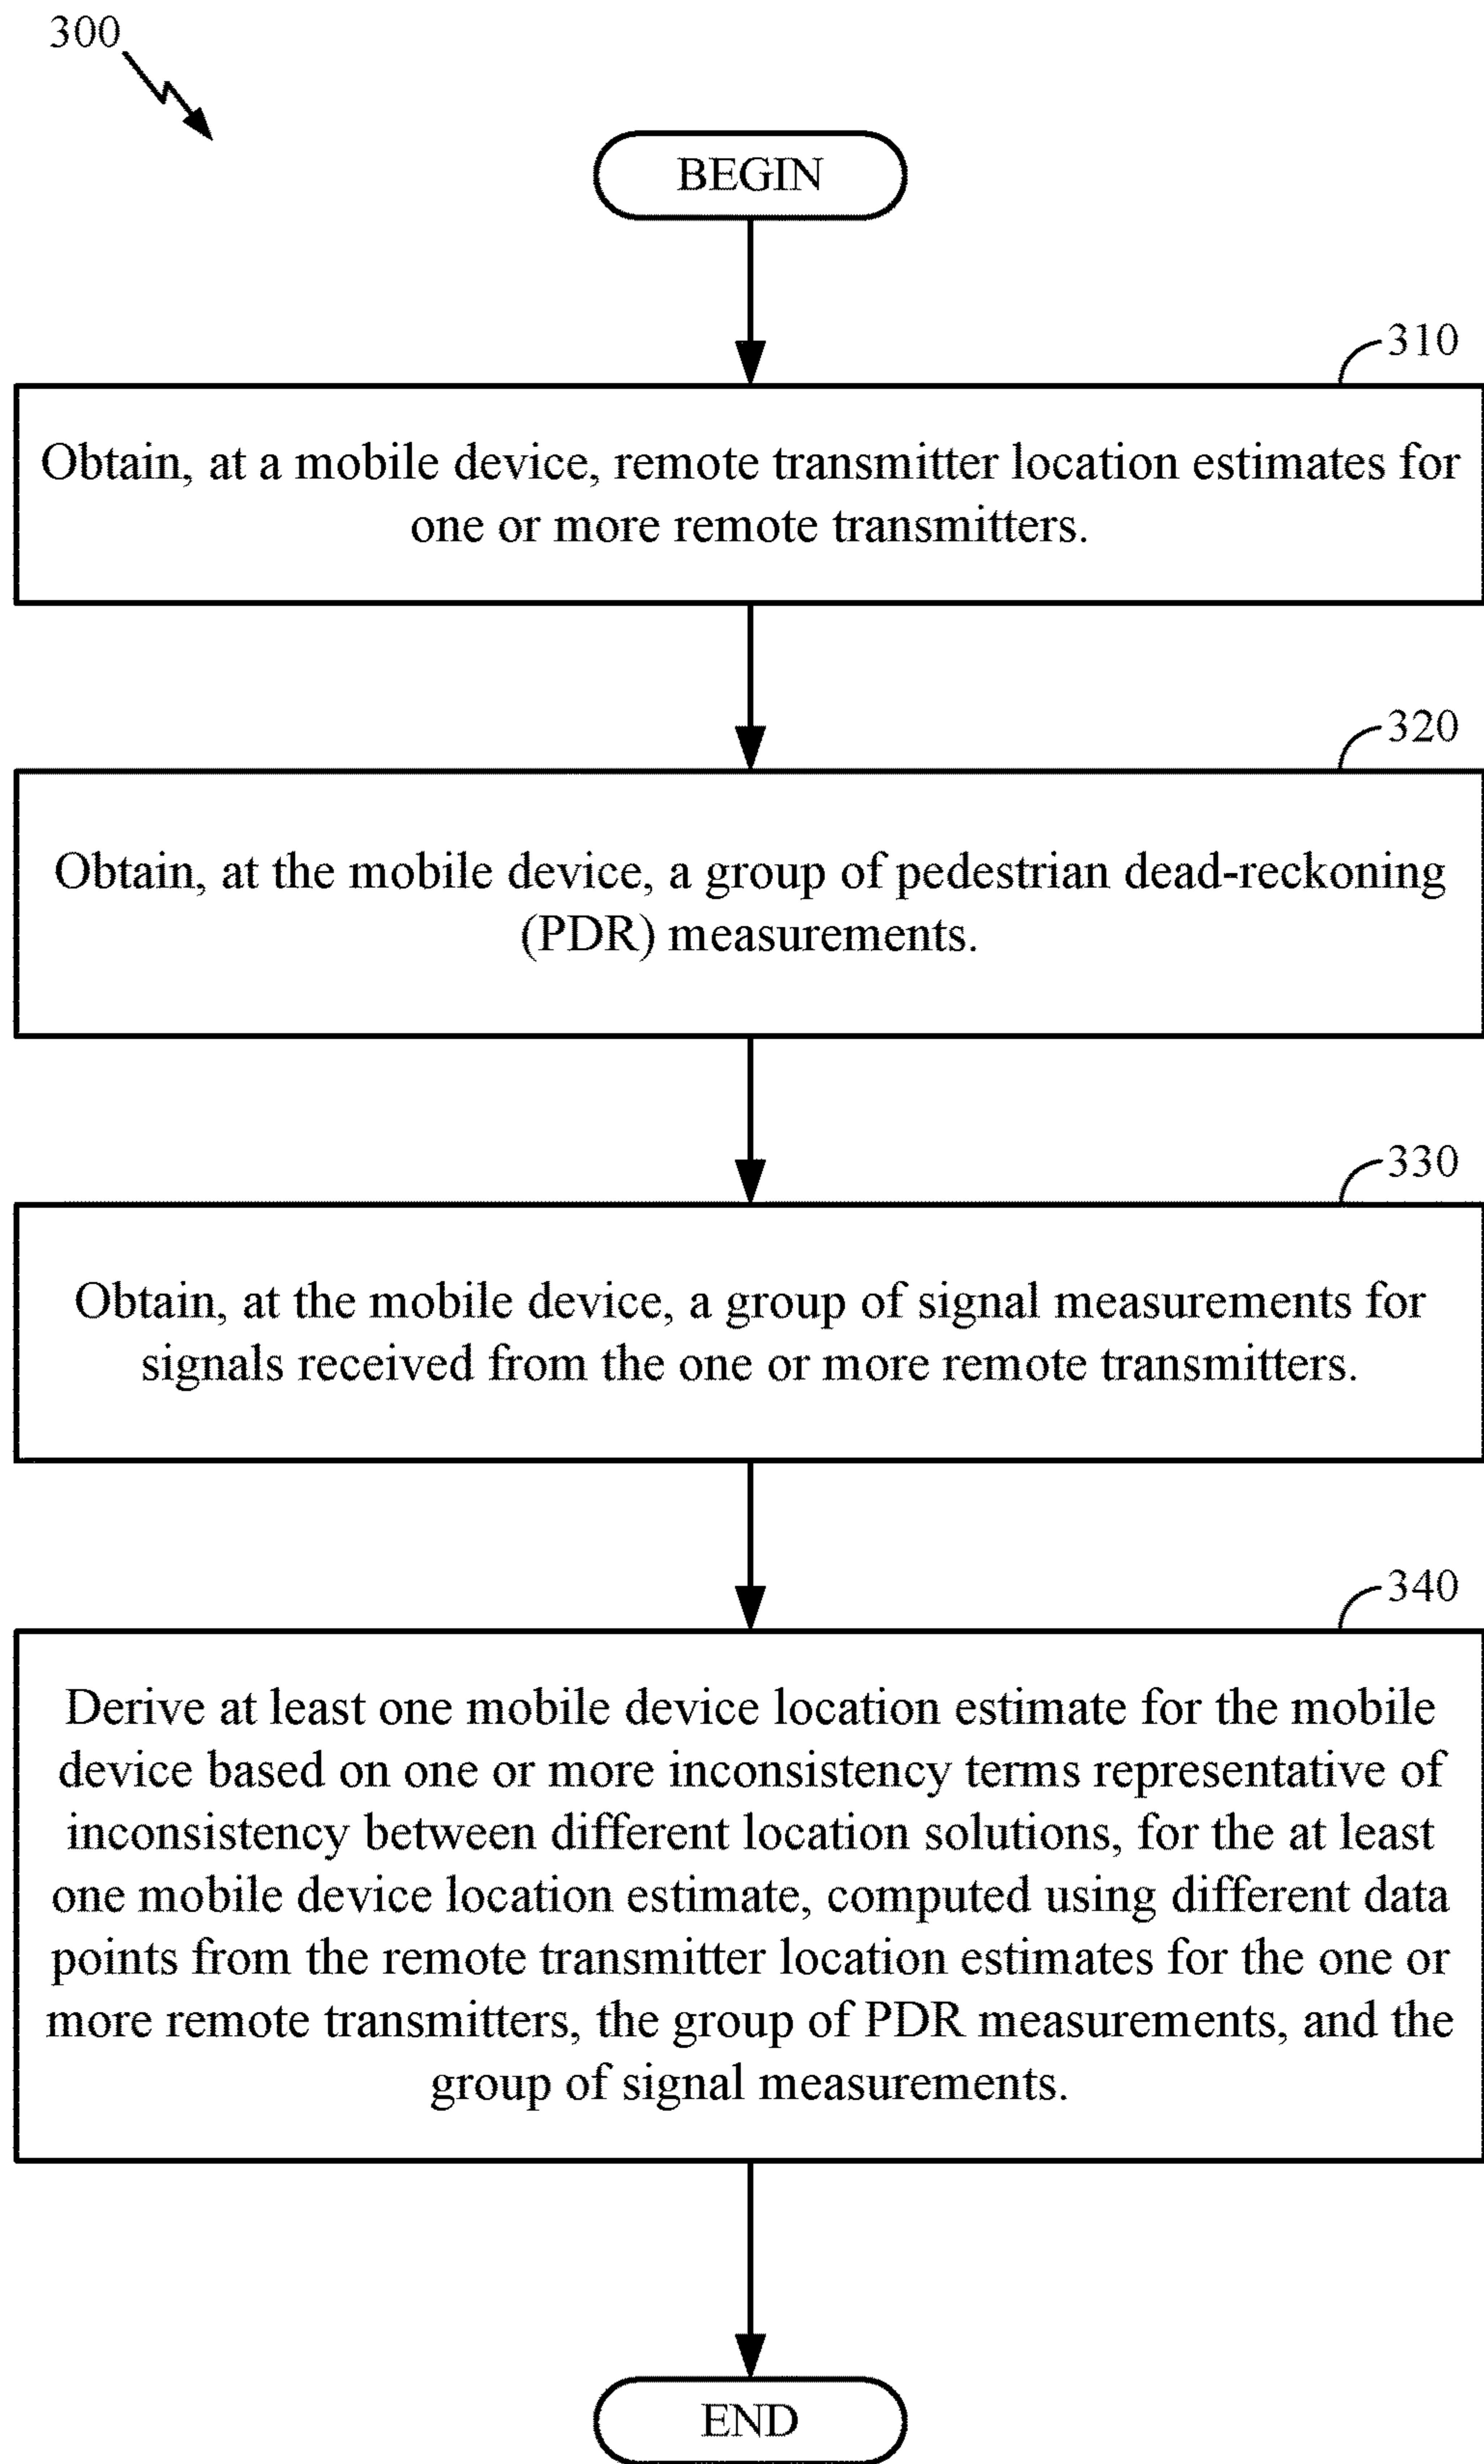 300
BEGIN
310
Obtain, at a mobile device, remote transmitter location estimates for
one or more remote transmitters.
320
Obtain, at the mobile device, a group of pedestrian dead-reckoning
(PDR) measurements.
330
Obtain, at the mobile device, a group of signal measurements for
signals received from the one or more remote transmitters.
340
Derive at least one mobile device location estimate for the mobile
device based on one or more inconsistency terms representative of
inconsistency between different location solutions, for the at least
one mobile device location estimate, computed using different data
points from the remote transmitter location estimates for the one or
more remote transmitters, the group of PDR measurements, and the
group of signal measurements.
END